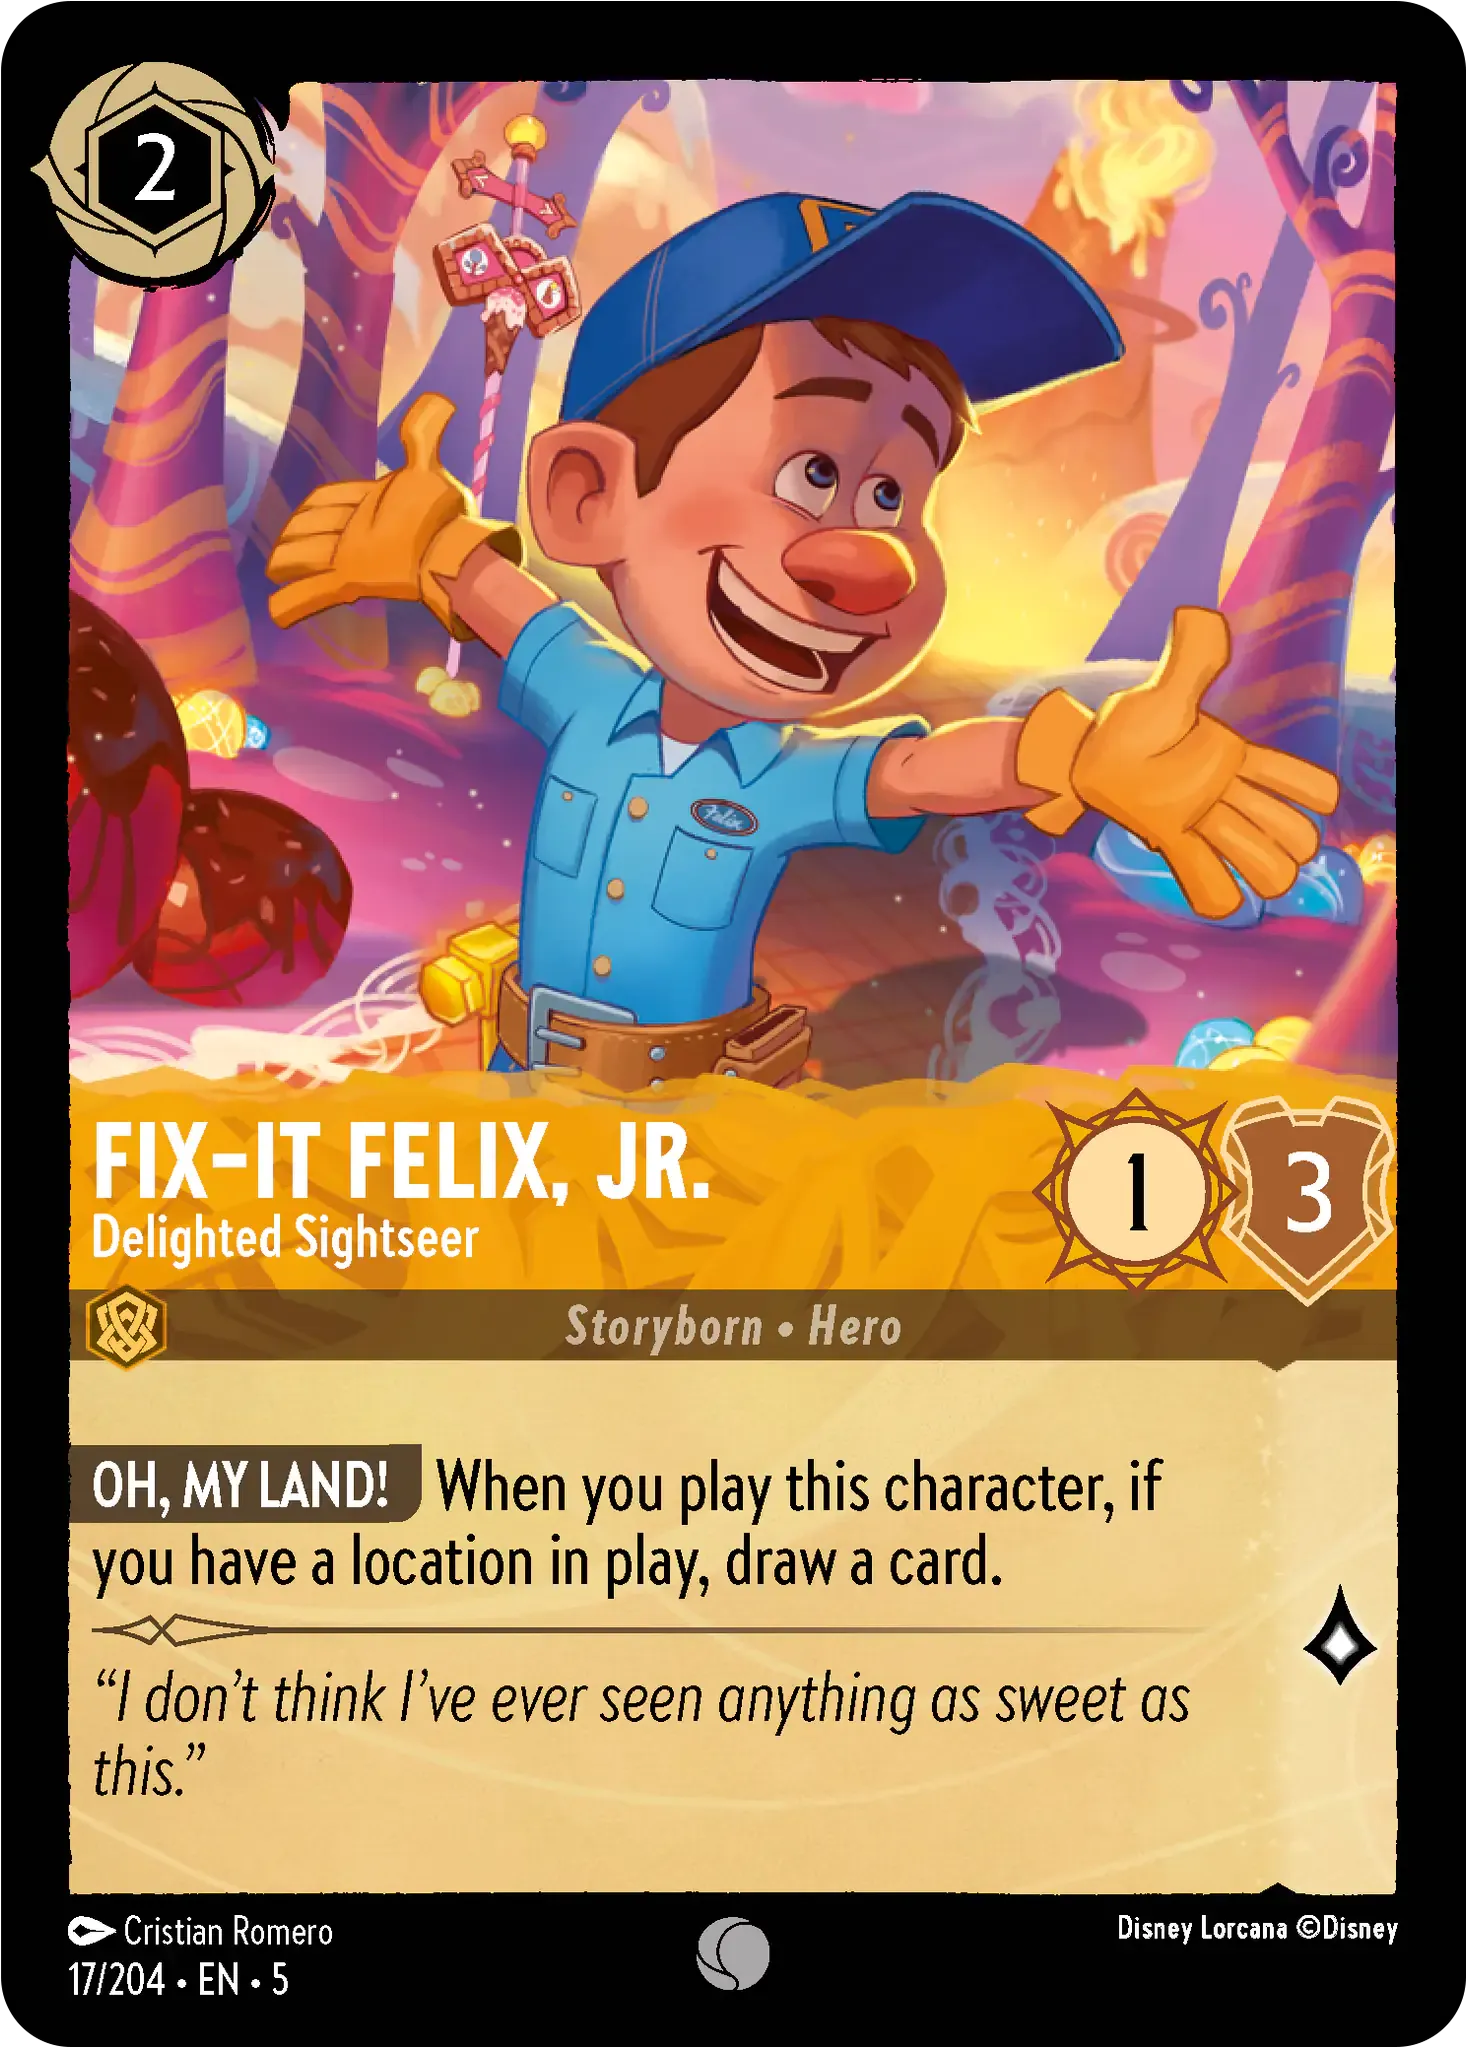 2
Felix
FIX-IT FELIX, JR.
Delighted Sightseer
1
3
Storyborn • Hero
OH, MY LAND! When you play this character, if
you have a location in play, draw a card.
“I don’t think I’ve ever seen anything as sweet as
this.”
Cristian Romero
Disney Lorcana ©Disney
17/204 • EN • 5